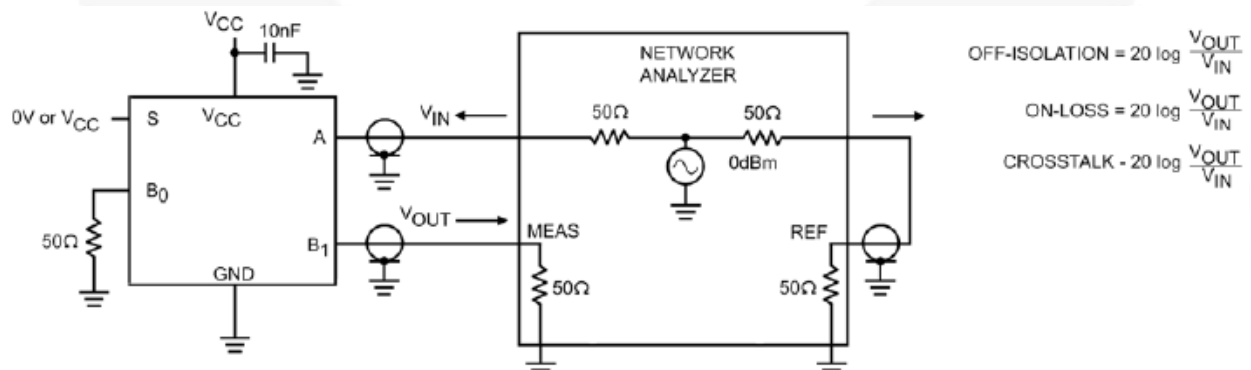 VCC
10nF
NETWORK
ANALYZER
OFF-ISOLATION = 20 log VOUT
VIN
0V or VCC
S
VCC
A
VIN
50Ω
50Ω
0dBm
ON-LOSS = 20 log VOUT
VIN
CROSSTALK - 20 log VOUT
VIN
B0
50Ω
VOUT
B1
MEAS
REF
GND
50Ω
50Ω